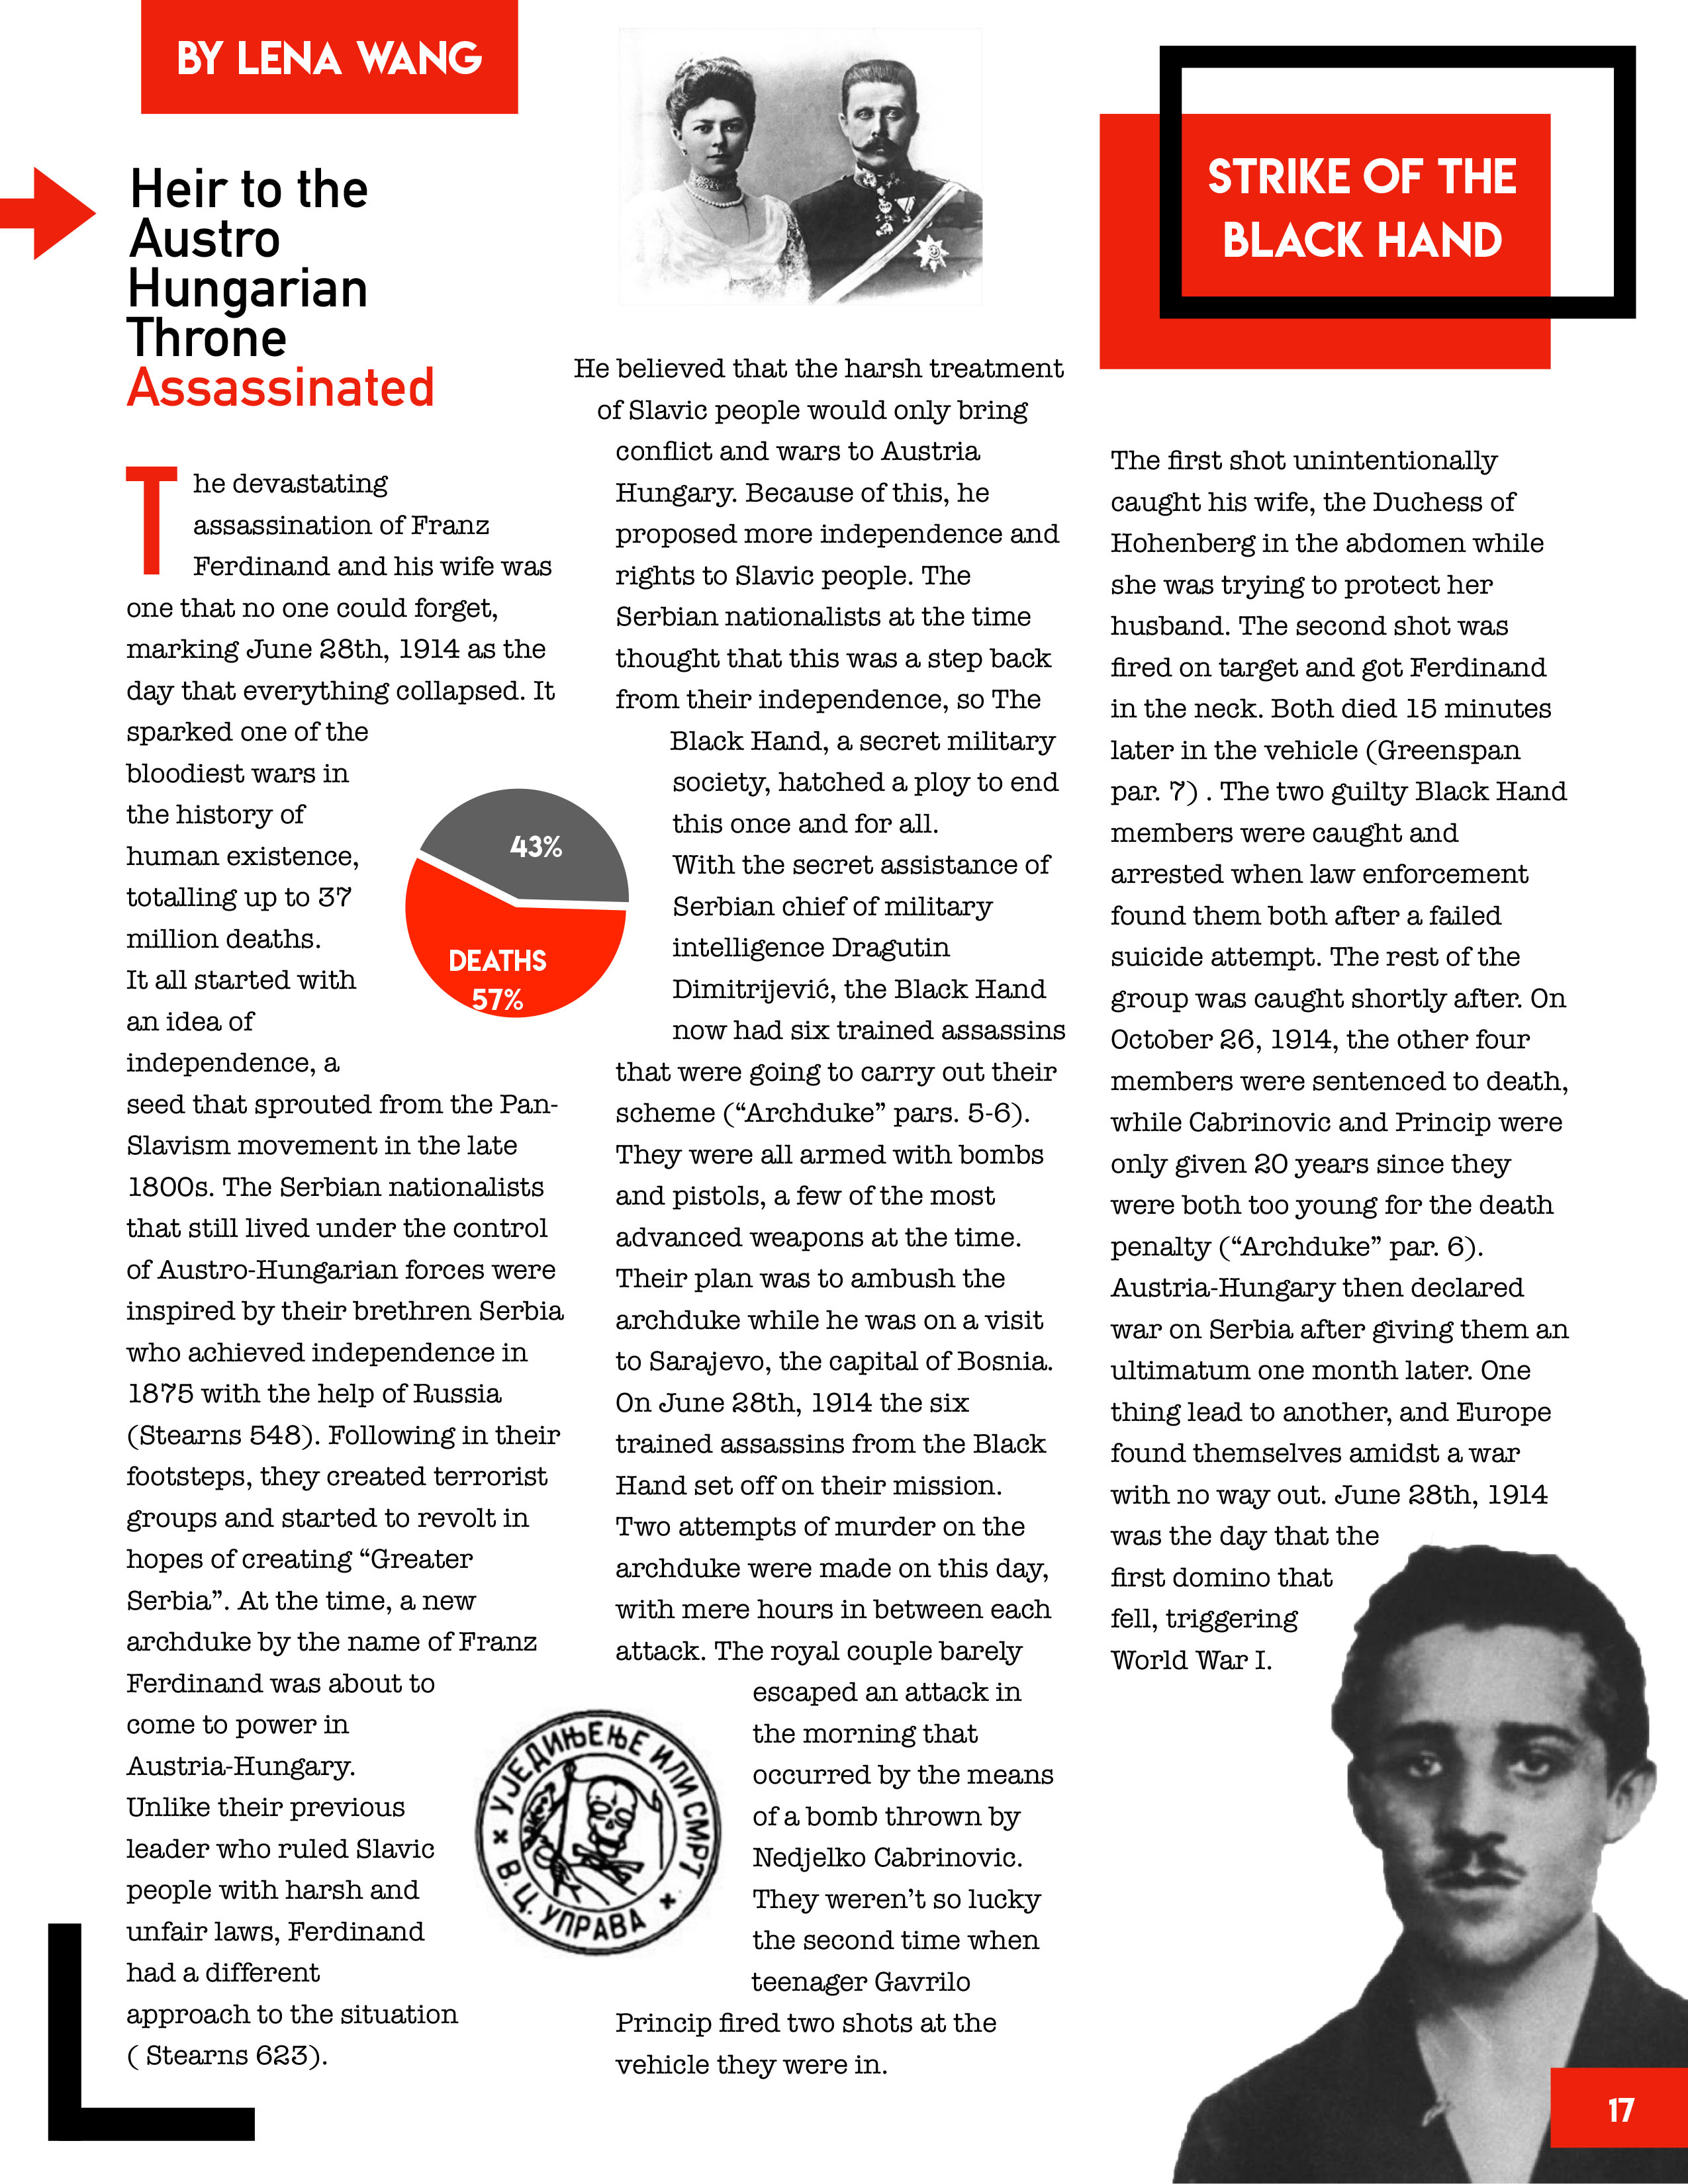 BY LENA WANG
Heir to the
Austro
Hungarian
Throne
Assassinated
The devastating
assassination of Franz
Ferdinand and his wife was
one that no one could forget,
marking June 28th, 1914 as the
day that everything collapsed. It
sparked one of the
bloodiest wars in
the history of
human existence,
totalling up to 37
million deaths.
It all started with
an idea of
independence, a
seed that sprouted from the Pan-
Slavism movement in the late
1800s. The Serbian nationalists
that still lived under the control
of Austro-Hungarian forces were
inspired by their brethren Serbia
who achieved independence in
1875 with the help of Russia
(Stearns 548). Following in their
footsteps, they created terrorist
groups and started to revolt in
hopes of creating “Greater
Serbia”. At the time, a new
archduke by the name of Franz
Ferdinand was about to
come to power in
Austria-Hungary.
Unlike their previous
leader who ruled Slavic
people with harsh and
unfair laws, Ferdinand
had a different
approach to the situation
( Stearns 623).
43%
DEATHS
57%
УЈЕДИЊЕЊЕ ИЛИ СМРТ
В. Ц. УПРАВА
He believed that the harsh treatment
of Slavic people would only bring
conflict and wars to Austria
Hungary. Because of this, he
proposed more independence and
rights to Slavic people. The
Serbian nationalists at the time
thought that this was a step back
from their independence, so The
Black Hand, a secret military
society, hatched a ploy to end
this once and for all.
With the secret assistance of
Serbian chief of military
intelligence Dragutin
Dimitrijević, the Black Hand
now had six trained assassins
that were going to carry out their
scheme (“Archduke” pars. 5-6).
They were all armed with bombs
and pistols, a few of the most
advanced weapons at the time.
Their plan was to ambush the
archduke while he was on a visit
to Sarajevo, the capital of Bosnia.
On June 28th, 1914 the six
trained assassins from the Black
Hand set off on their mission.
Two attempts of murder on the
archduke were made on this day,
with mere hours in between each
attack. The royal couple barely
escaped an attack in
the morning that
occurred by the means
of a bomb thrown by
Nedjelko Cabrinovic.
They weren’t so lucky
the second time when
teenager Gavrilo
Princip fired two shots at the
vehicle they were in.
STRIKE OF THE
BLACK HAND
The first shot unintentionally
caught his wife, the Duchess of
Hohenberg in the abdomen while
she was trying to protect her
husband. The second shot was
fired on target and got Ferdinand
in the neck. Both died 15 minutes
later in the vehicle (Greenspan
par. 7) . The two guilty Black Hand
members were caught and
arrested when law enforcement
found them both after a failed
suicide attempt. The rest of the
group was caught shortly after. On
October 26, 1914, the other four
members were sentenced to death,
while Cabrinovic and Princip were
only given 20 years since they
were both too young for the death
penalty (“Archduke” par. 6).
Austria-Hungary then declared
war on Serbia after giving them an
ultimatum one month later. One
thing lead to another, and Europe
found themselves amidst a war
with no way out. June 28th, 1914
was the day that the
first domino that
fell, triggering
World War I.
17